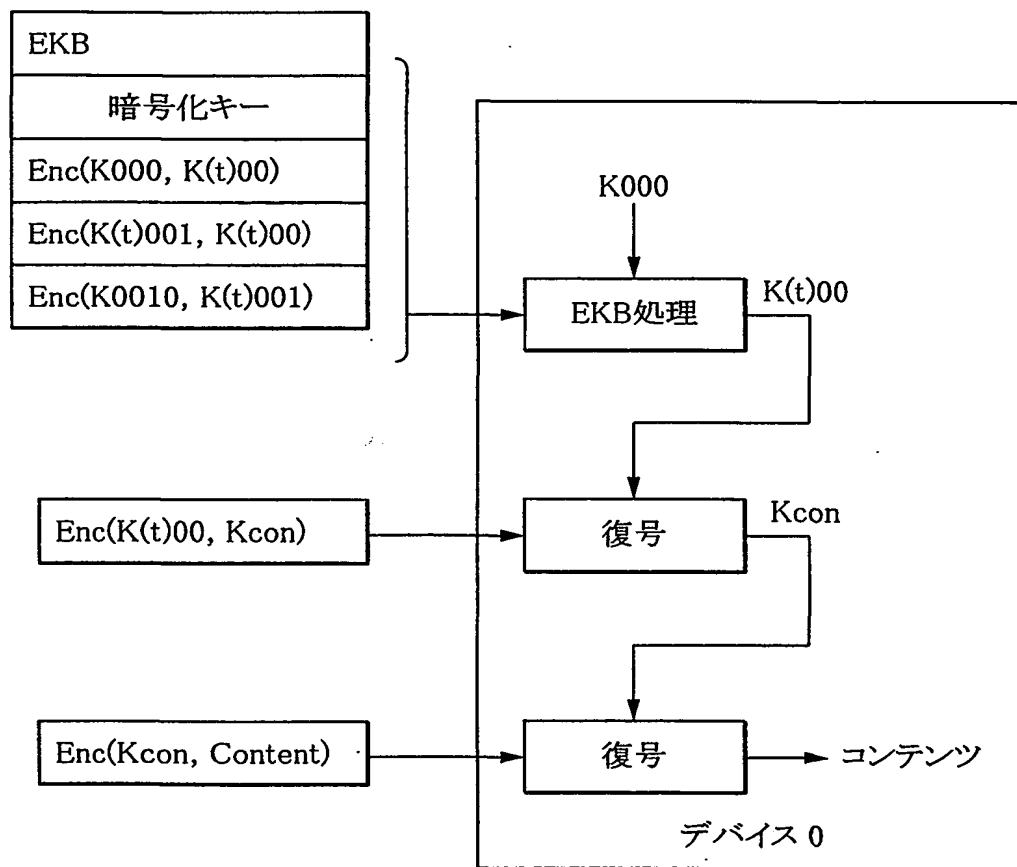 EKB
暗号化キー
Enc(K000, K(t)00)
Enc(K(t)001, K(t)00)
Enc(K0010, K(t)001)
K000
EKB処理
K(t)00
Enc(K(t)00, Kcon)
復号
Kcon
Enc(Kcon, Content)
復号
コンテンツ
デバイス 0